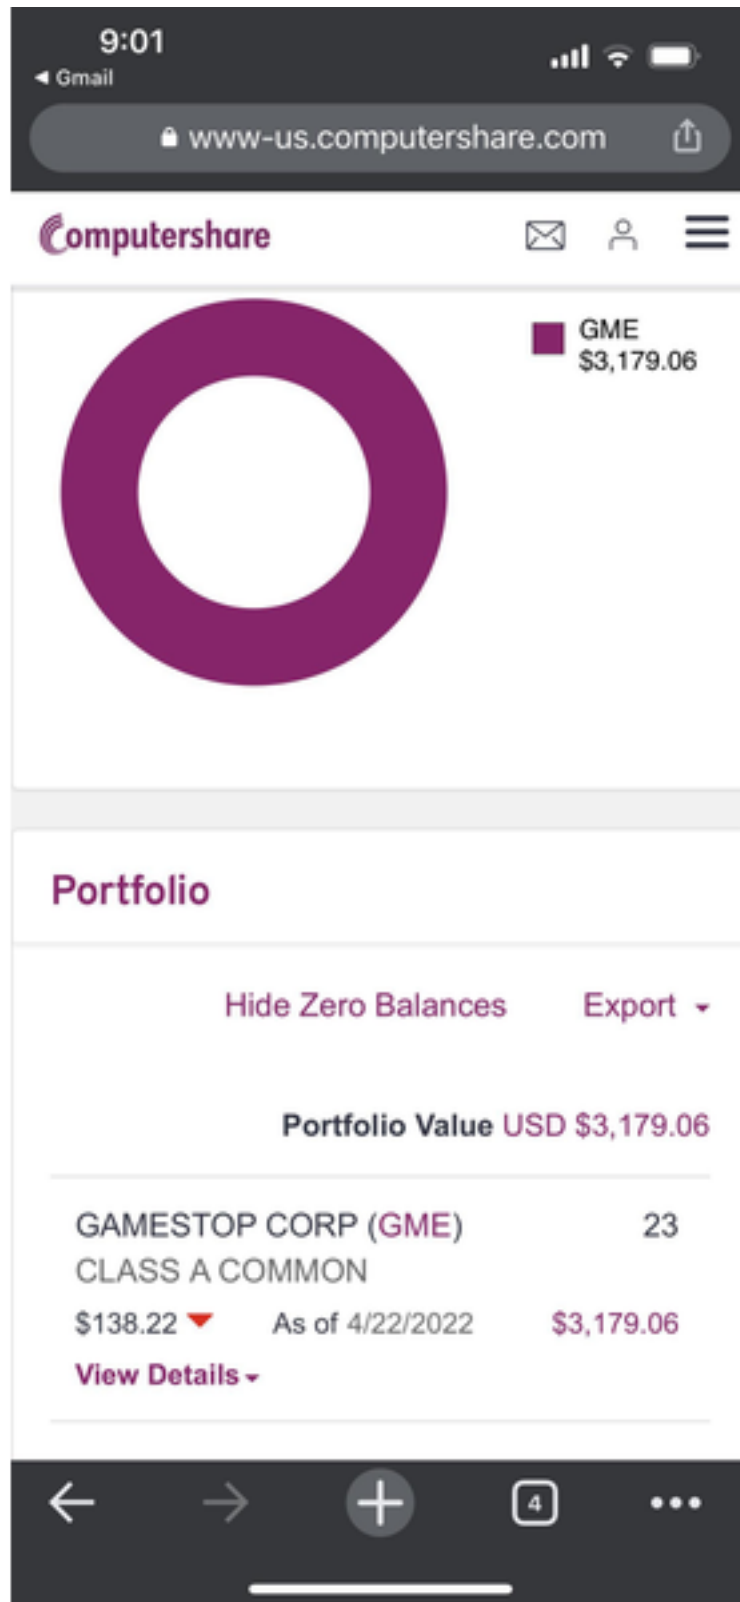 9:01
◀ Gmail
www-us.computershare.com
Computershare
GME
$3,179.06
Portfolio
Hide Zero Balances Export
Portfolio Value USD $3,179.06
GAMESTOP CORP (GME) 23
CLASS A COMMON
$138.22 As of 4/22/2022 $3,179.06
View Details
4